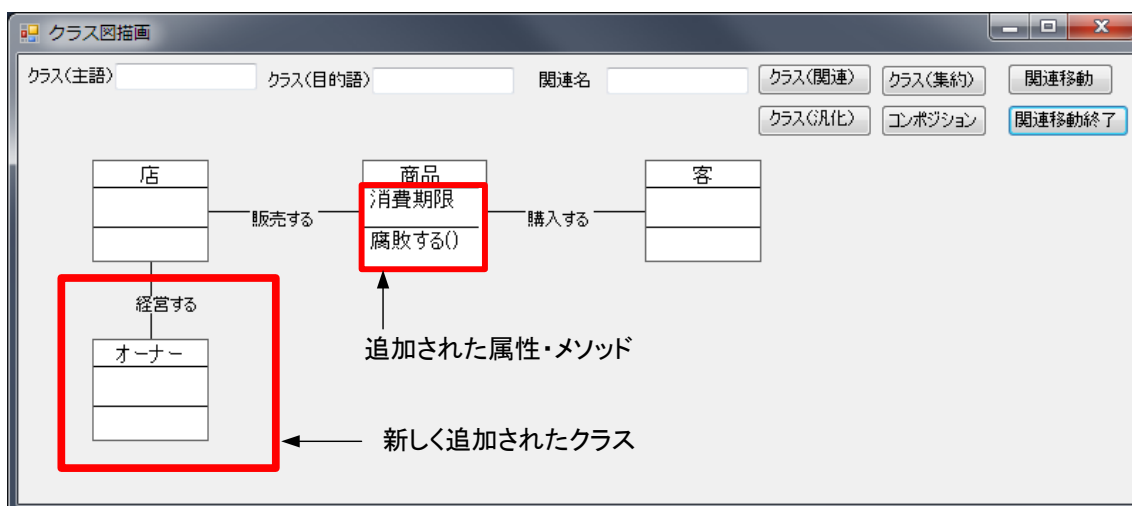 クラス図描画
クラス(主語) クラス(目的語) 関連名 クラス(関連) クラス(集約) 関連移動
クラス(汎化) コンポジション 関連移動終了
店 商品 客
消費期限
販売する 購入する
腐敗する()
経営する
オーナー
追加された属性・メソッド
新しく追加されたクラス